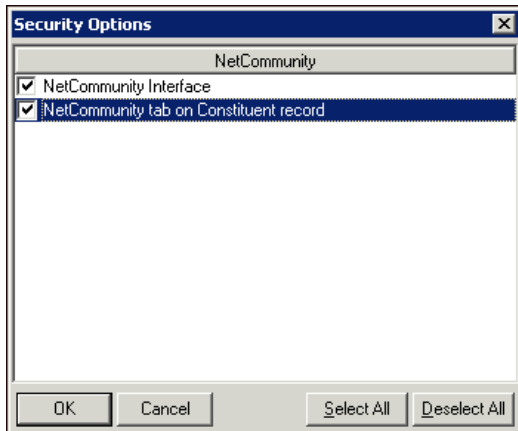 Security Options
NetCommunity
NetCommunity Interface
NetCommunity tab on Constituent record
OK Cancel Select All Deselect All